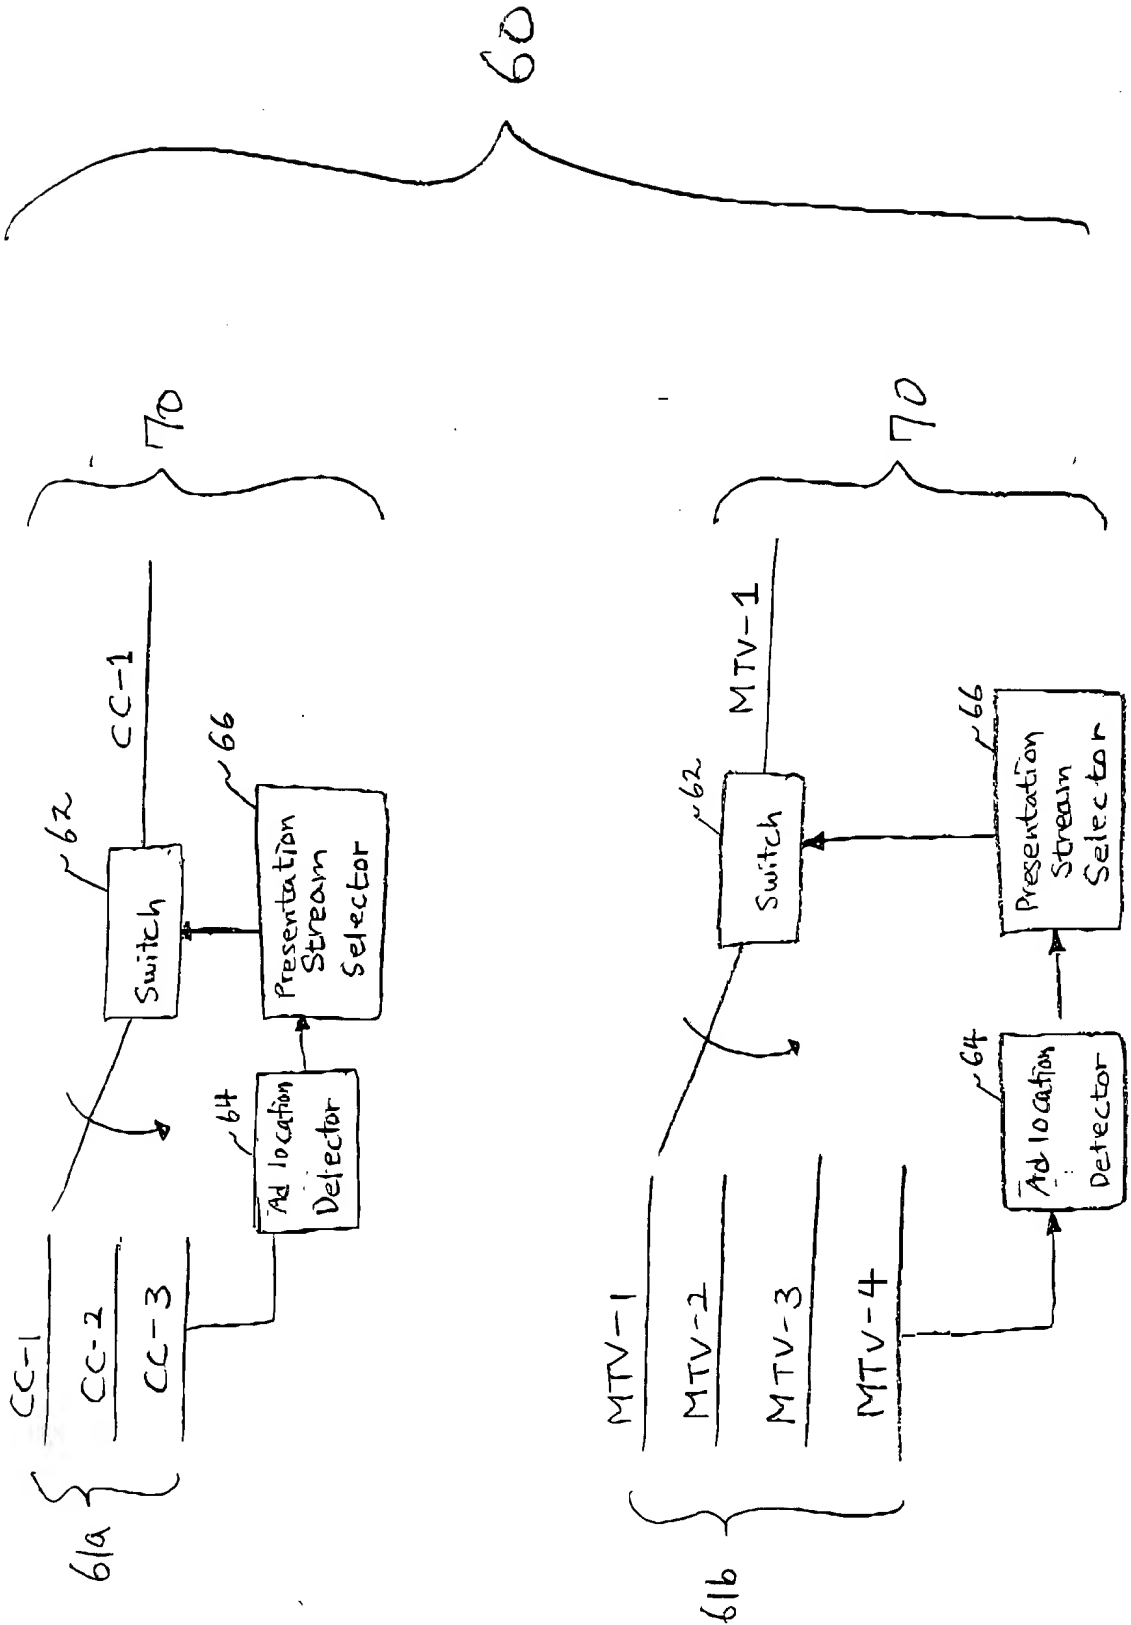 60
70
CC-1
62
Switch
66
Presentation
Stream
Selector
64
Ad location
Detector
CC-1
CC-2
CC-3
61a
70
MTV-1
62
Switch
66
Presentation
Stream
Selector
64
Ad location
Detector
MTV-1
MTV-2
MTV-3
MTV-4
61b